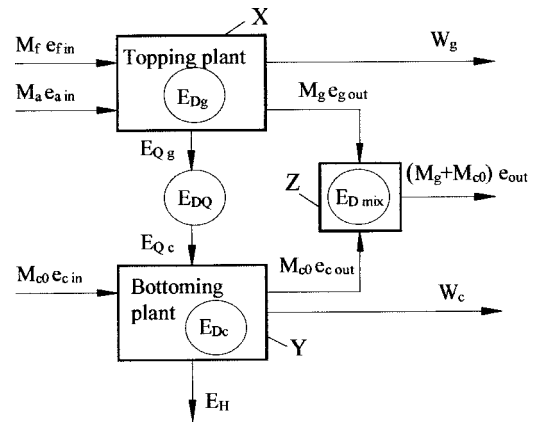 X
M_f e_f in
Topping plant
W_g
M_a e_a in
E_Dg
M_g e_g out
E_Q g
Z
(M_g+M_c0) e_out
E_DQ
E_D mix
E_Q c
M_c0 e_c in
M_c0 e_c out
Bottoming
plant
W_c
E_Dc
Y
E_H